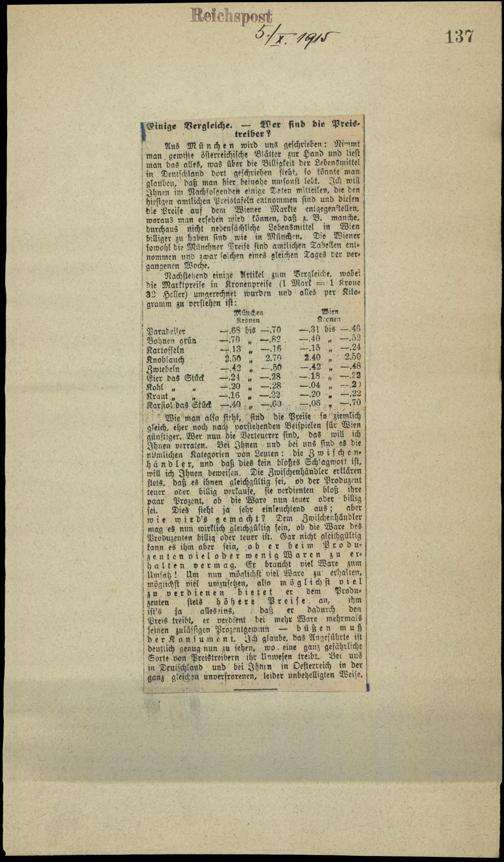 Reichspost
5./X. 1915
137
Einige Vergleiche. — Wer sind die Preis-
treiber?
Aus München wird uns geschrieben: Nimmt
man gewisse österreichische Blätter zur Hand und liest
man das alles, was über die Billigkeit der Lebensmittel
in Deutschland dort geschrieben steht, so könnte man
glauben, daß man hier beinahe umsonst lebt. Ich will
Ihnen im Nachfolgenden einige Daten mitteilen, die den
hiesigen amtlichen Preistafeln entnommen sind und diesen
die Preise auf dem Wiener Markte entgegenstellen,
woraus man ersehen wird können, daß z. B. manche,
durchaus nicht nebensächliche Lebensmittel in Wien
billiger zu haben sind wie in München. Die Wiener
sowohl die Münchner Preise sind amtlichen Tabellen ent-
nommen und zwar solchen eines gleichen Tages der ver-
gangenen Woche.
Nachstehend einige Artikel zum Vergleiche, wobei
die Marktpreise in Kronenpreise (1 Mark = 1 Krone
32 Heller) umgerechnet wurden und alles per Kilo-
gramm zu verstehen ist:
München Wien
Kronen Kronen
Paradeiser —.68 bis —.70 —.31 bis —.46
Bohnen grün —.70 „ —.82 —.40 „ —.52
Kartoffeln —.13 „ —.16 —.15 „ —.24
Knoblauch 2.50 „ 2.70 2.40 „ 2.50
Zwiebeln —.42 „ —.50 —.42 „ —.48
Eier das Stück —.24 „ —.28 —.18 „ —.22
Kohl „ „ —.20 „ —.28 —.04 „ —.20
Kraut „ „ —.16 „ —.22 —.20 „ —.22
Karfiol das Stück —.40 „ —.60 —.06 „ —.70
Wie man also sieht, sind die Preise so ziemlich
gleich, eher noch nach vorstehenden Beispielen für Wien
günstiger. Wer nun die Verteuerer sind, das will ich
Ihnen verraten. Bei Ihnen und bei uns sind es die
nämlichen Kategorien von Leuten: die Zwischen-
händler, und daß dies kein bloßes Schlagwort ist,
will ich Ihnen beweisen. Die Zwischenhändler erklären
stets, daß es ihnen gleichgültig sei, ob der Produzent
teuer oder billig verkaufe, sie verdienten bloß ihre
paar Prozent, ob die Ware nun teuer oder billig
sei. Dies sieht ja sehr einleuchtend aus; aber
wie wird's gemacht? Dem Zwischenhändler
mag es nun wirklich gleichgültig sein, ob die Ware des
Produzenten billig oder teuer ist. Gar nicht gleichgültig
kann es ihm aber sein, ob er beim Produ-
zenten viel oder wenig Waren zu er-
halten vermag. Er braucht viel Ware zum
Umsatz! Um nun möglichst viel Ware zu erhalten,
möglichst viel umzusetzen, also möglichst viel
zu verdienen bietet er dem Produ-
zenten stets höhere Preise an, ihm
ist's ja alleseins, daß er dadurch den
Preis treibt, er verdient bei mehr Ware mehrmals
seinen zulässigen Prozentgewinn — büßen muß
der Konsument. Ich glaube, das Angeführte ist
deutlich genug nun zu sehen, wo eine ganz gefährliche
Sorte von Preistreibern ihr Unwesen treibt. Bei uns
in Deutschland und bei Ihnen in Oesterreich in der
ganz gleichen unverfrorenen, leider unbehelligten Weise.